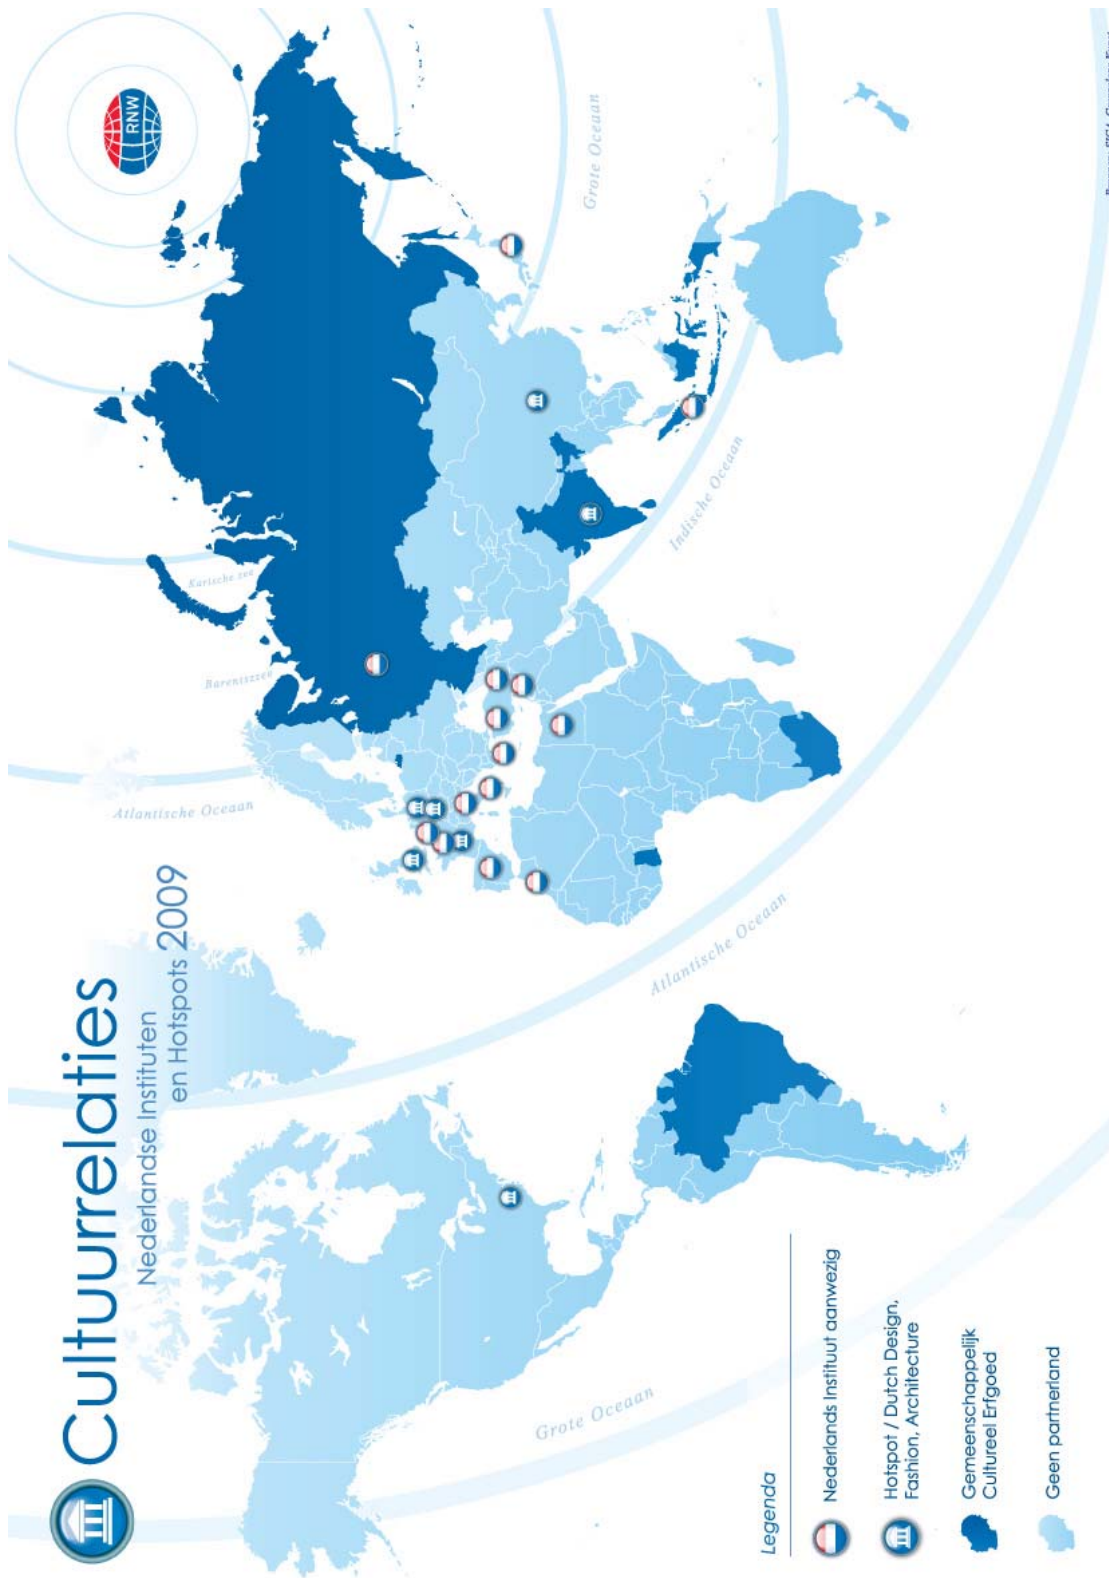 Cultuurrelaties
Nederlandse Instituten
en Hotspots 2009
RNW
Karische zee
Barentszzee
Atlantische Oceaan
Grote Oceaan
Indische Oceaan
Atlantische Oceaan
Grote Oceaan
Legenda
Nederlands Instituut aanwezig
Hotspot / Dutch Design,
Fashion, Architecture
Gemeenschappelijk
Cultureel Erfgoed
Geen partnerland